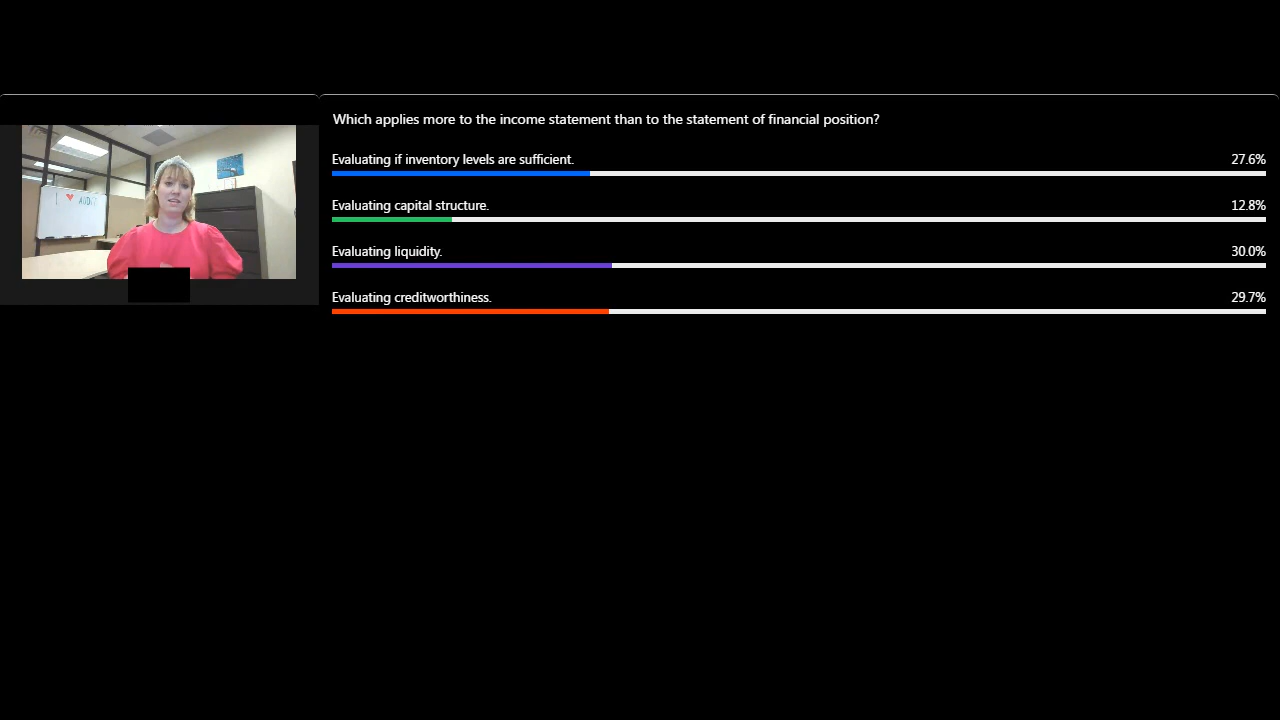 I ♥ AUDIT
Which applies more to the income statement than to the statement of financial position?
Evaluating if inventory levels are sufficient. 27.6%
Evaluating capital structure. 12.8%
Evaluating liquidity. 30.0%
Evaluating creditworthiness. 29.7%